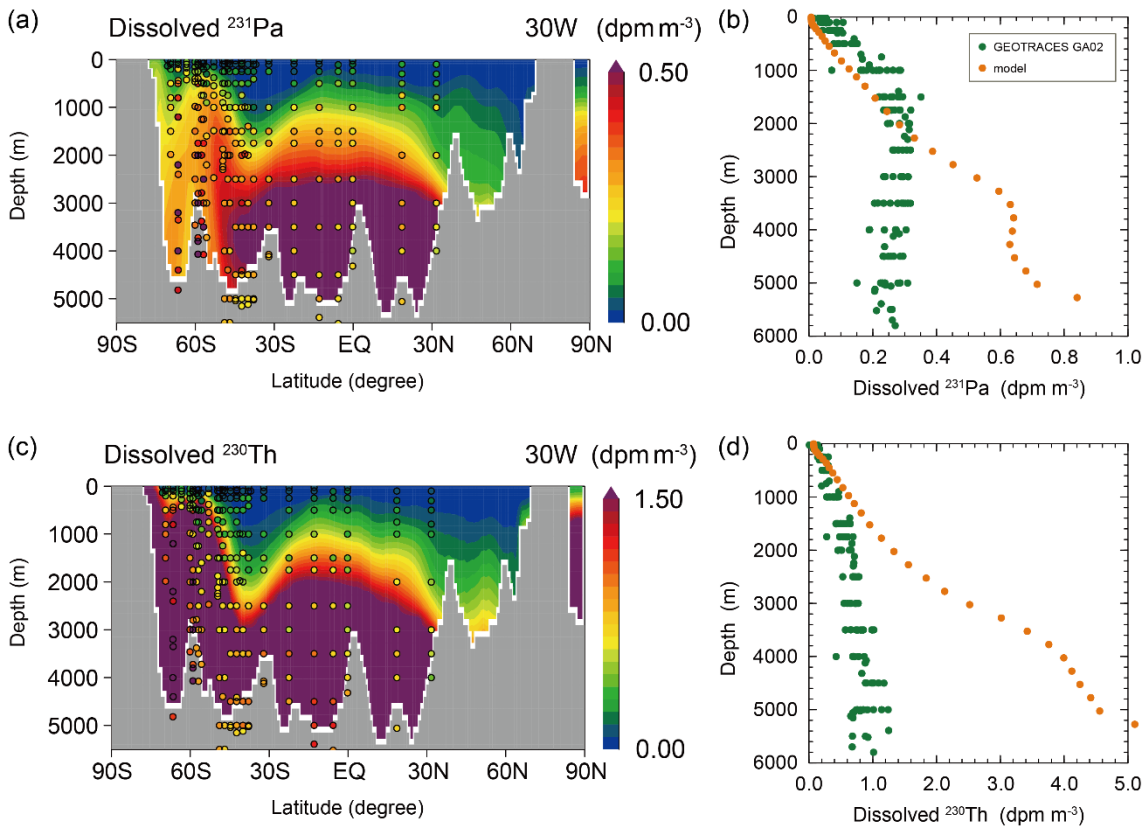 (a) Dissolved ²³¹Pa 30W (dpm m⁻³)
0.50
0.00
0
1000
2000
3000
4000
5000
Depth (m)
90S 60S 30S EQ 30N 60N 90N
Latitude (degree)
(b)
GEOTRACES GA02
model
0
1000
2000
3000
4000
5000
6000
Depth (m)
0.0 0.2 0.4 0.6 0.8 1.0
Dissolved ²³¹Pa (dpm m⁻³)
(c) Dissolved ²³⁰Th 30W (dpm m⁻³)
1.50
0.00
0
1000
2000
3000
4000
5000
Depth (m)
90S 60S 30S EQ 30N 60N 90N
Latitude (degree)
(d)
0
1000
2000
3000
4000
5000
6000
Depth (m)
0.0 1.0 2.0 3.0 4.0 5.0
Dissolved ²³⁰Th (dpm m⁻³)